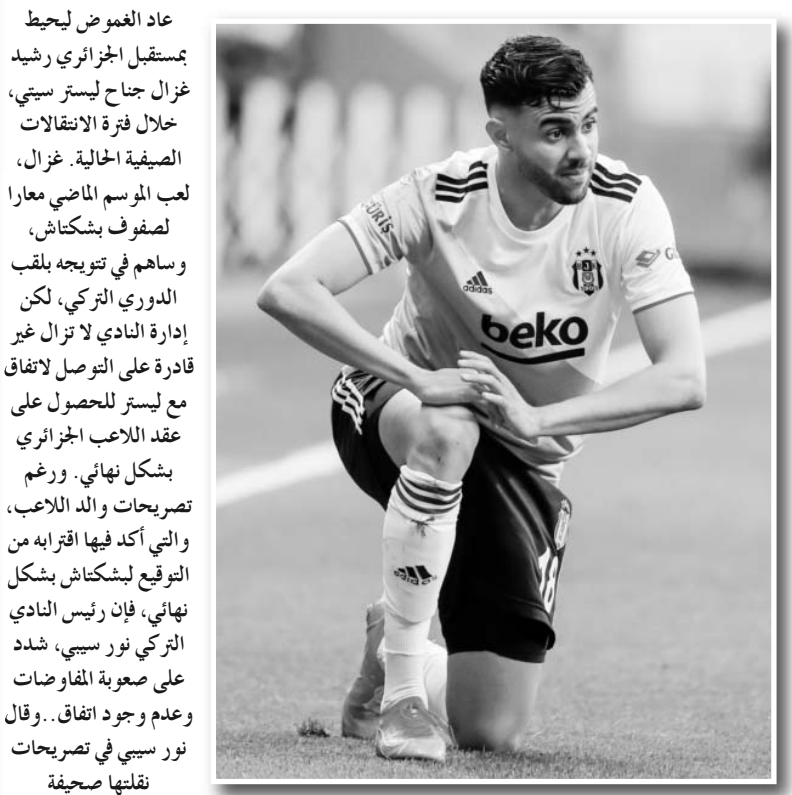 عاد الغموض ليحيط
بمستقبل الجزائري رشيد
غزال جناح ليستر سيتي،
خلال فترة الانتقالات
الصيفية الحالية. غزال،
لعب الموسم الماضي معارا
لصفوف بشكتاش،
وساهم في تتويجه بلقب
الدوري التركي، لكن
إدارة النادي لا تزال غير
قادرة على التوصل لاتفاق
مع ليستر للحصول على
عقد اللاعب الجزائري
بشكل نهائي. ورغم
تصريحات والد اللاعب،
والتي أكد فيها اقترابه من
التوقيع لبشكتاش بشكل
نهائي، فإن رئيس النادي
التركي نور سيبي، شدد
على صعوبة المفاوضات
وعدم وجود اتفاق..وقال
نور سيبي في تصريحات
نقلتها صحيفة
adidas
beko
adidas
18